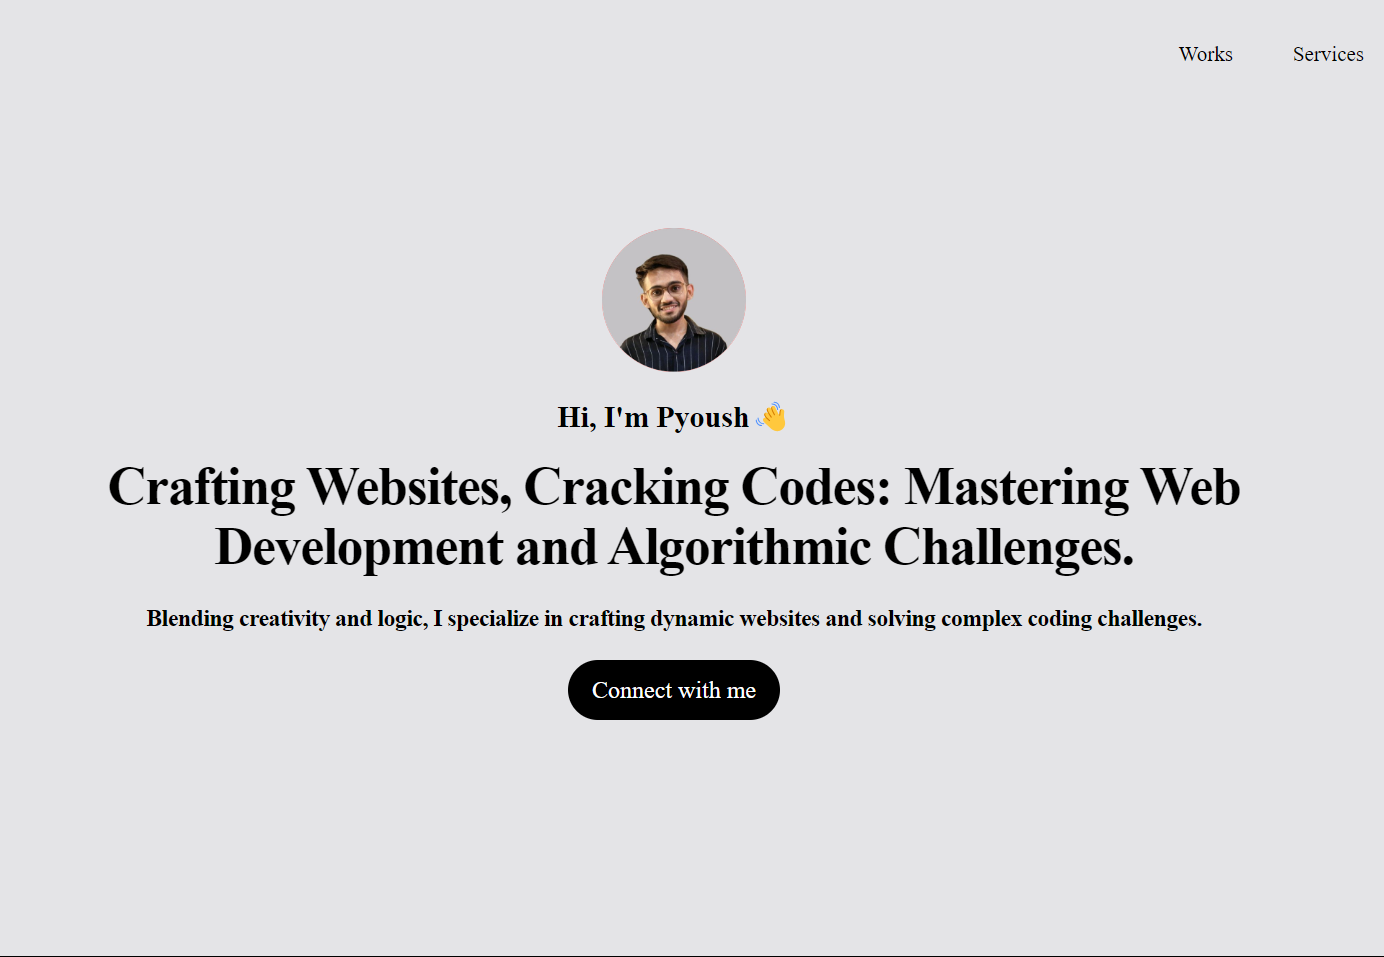 Works Services
Hi, I'm Pyoush 👋
Crafting Websites, Cracking Codes: Mastering Web
Development and Algorithmic Challenges.
Blending creativity and logic, I specialize in crafting dynamic websites and solving complex coding challenges.
Connect with me